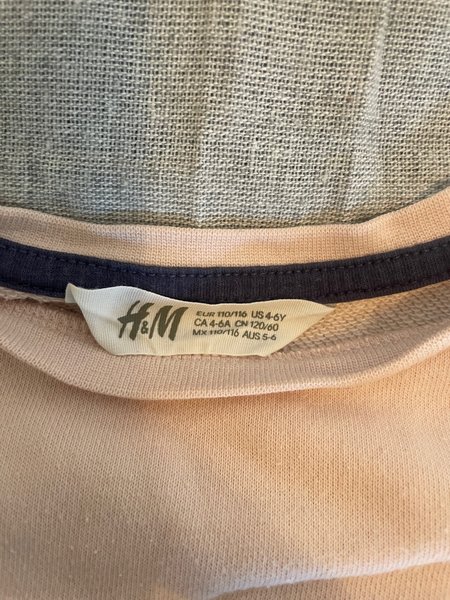 H&M
EUR 110/116 US 4-6Y
CA 4-6A CN 120/60
MX 110/116 AUS 5-6